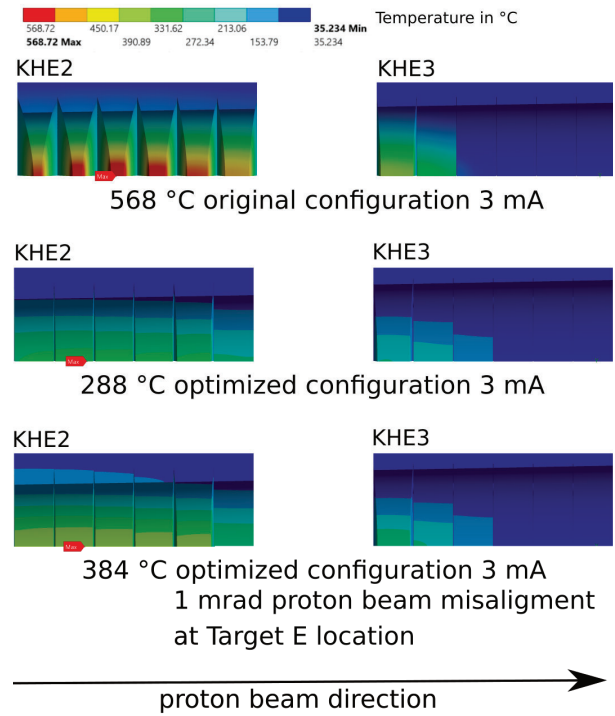 Temperature in °C
568.72 450.17 331.62 213.06 35.234 Min
568.72 Max 390.89 272.34 153.79 35.234
KHE2 KHE3
Max
568 °C original configuration 3 mA
KHE2 KHE3
Max
288 °C optimized configuration 3 mA
KHE2 KHE3
Max
384 °C optimized configuration 3 mA
1 mrad proton beam misaligment
at Target E location
proton beam direction